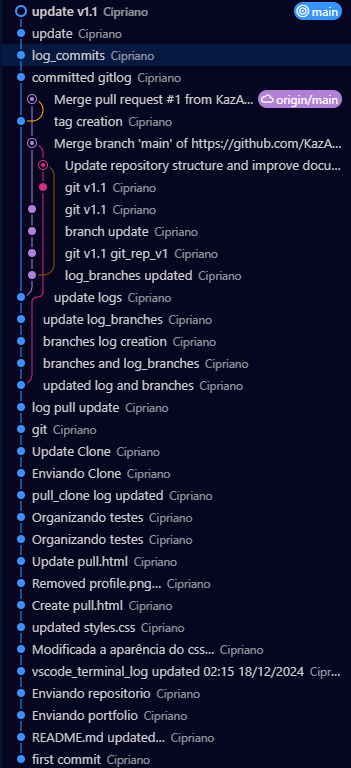 update v1.1 Cipriano main
update Cipriano
log_commits Cipriano
committed gitlog Cipriano
Merge pull request #1 from KazA... origin/main
tag creation Cipriano
Merge branch 'main' of https://github.com/KazA...
Update repository structure and improve docu...
git v1.1 Cipriano
git v1.1 Cipriano
branch update Cipriano
git v1.1 git_rep_v1 Cipriano
log_branches updated Cipriano
update logs Cipriano
update log_branches Cipriano
branches log creation Cipriano
branches and log_branches Cipriano
updated log and branches Cipriano
log pull update Cipriano
git Cipriano
Update Clone Cipriano
Enviando Clone Cipriano
pull_clone log updated Cipriano
Organizando testes Cipriano
Organizando testes Cipriano
Update pull.html Cipriano
Removed profile.png... Cipriano
Create pull.html Cipriano
updated styles.css Cipriano
Modificada a aparência do css... Cipriano
vscode_terminal_log updated 02:15 18/12/2024 Cipr...
Enviando repositorio Cipriano
Enviando portfolio Cipriano
README.md updated... Cipriano
first commit Cipriano